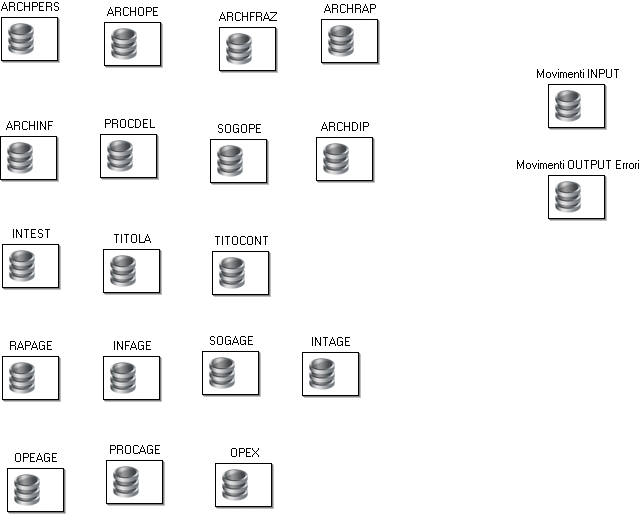 ARCHPERS
ARCHOPE
ARCHFRAZ
ARCHRAP
Movimenti INPUT
ARCHINF
PROCDEL
SOGOPE
ARCHDIP
Movimenti OUTPUT Errori
INTEST
TITOLA
TITOCONT
RAPAGE
INFAGE
SOGAGE
INTAGE
OPEAGE
PROCAGE
OPEX